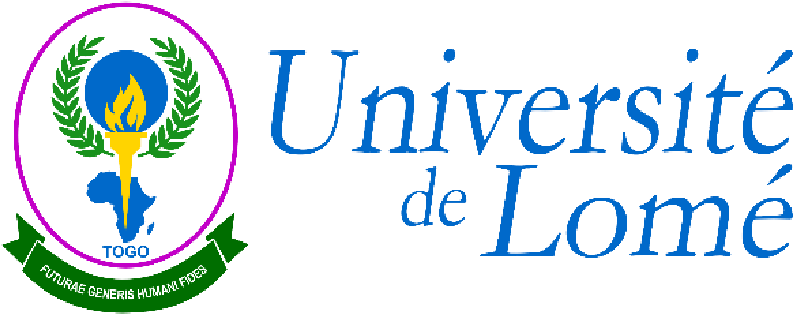 Université
de Lomé
TOGO
FUTURAE GENERIS HUMANI FIDES